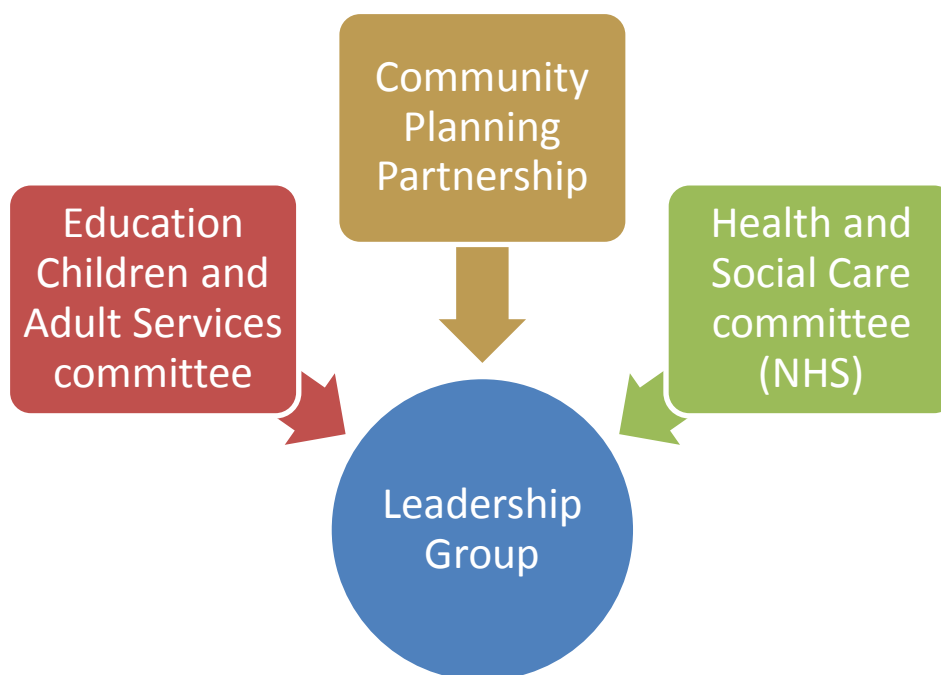 Community
Planning
Partnership
Education
Children and
Adult Services
committee
Health and
Social Care
committee
(NHS)
Leadership
Group